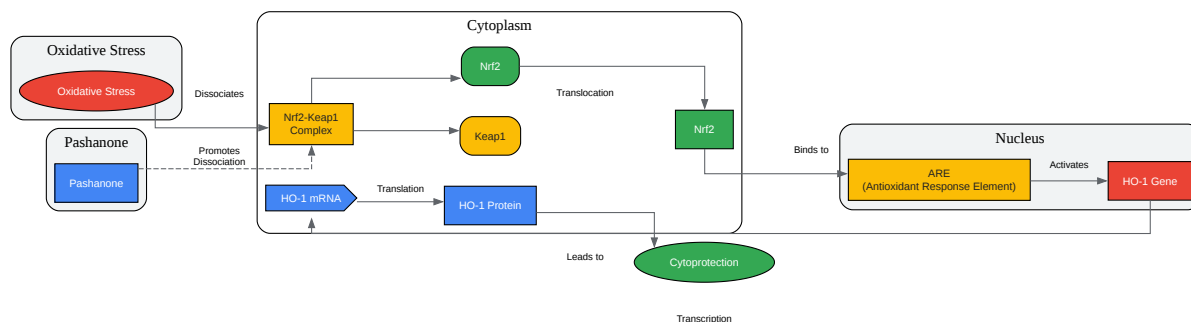 Cytoplasm
Oxidative Stress
Oxidative Stress
Dissociates
Nrf2
Translocation
Nrf2-Keap1
Complex
Keap1
Nrf2
Pashanone
Pashanone
Promotes
Dissociation
Nucleus
Binds to
ARE
(Antioxidant Response Element)
Activates
HO-1 Gene
HO-1 mRNA
Translation
HO-1 Protein
Leads to
Cytoprotection
Transcription